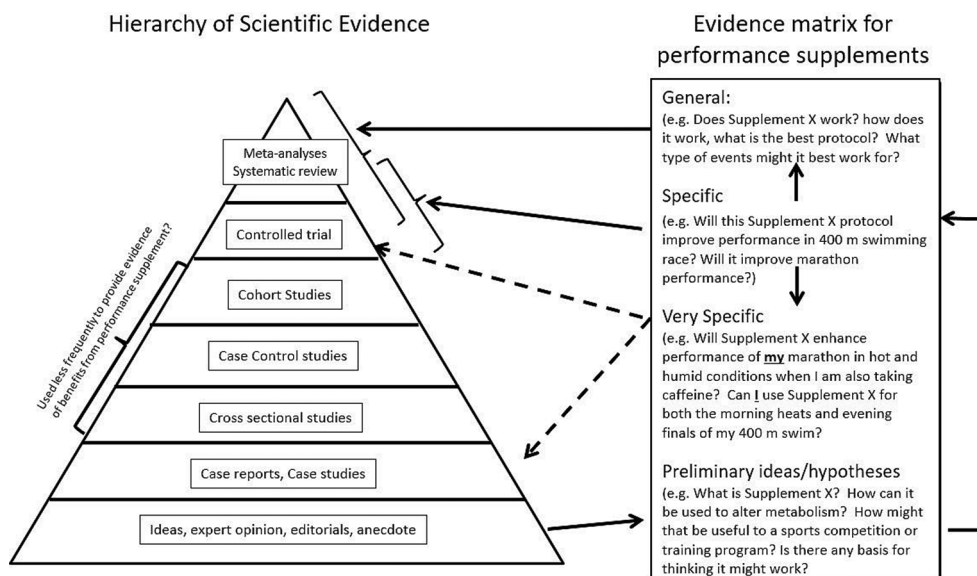 Hierarchy of Scientific Evidence
Meta-analyses
Systematic review
Controlled trial
Cohort Studies
Case Control studies
Cross sectional studies
Case reports, Case studies
Ideas, expert opinion, editorials, anecdote
Used less frequently to provide evidence
of benefits from performance supplement?
Evidence matrix for
performance supplements
General:
(e.g. Does Supplement X work? how does
it work, what is the best protocol? What
type of events might it best work for?
Specific
(e.g. Will this Supplement X protocol
improve performance in 400 m swimming
race? Will it improve marathon
performance?)
Very Specific
(e.g. Will Supplement X enhance
performance of my marathon in hot and
humid conditions when I am also taking
caffeine? Can I use Supplement X for
both the morning heats and evening
finals of my 400 m swim?
Preliminary ideas/hypotheses
(e.g. What is Supplement X? How can it
be used to alter metabolism? How might
that be useful to a sports competition or
training program? Is there any basis for
thinking it might work?